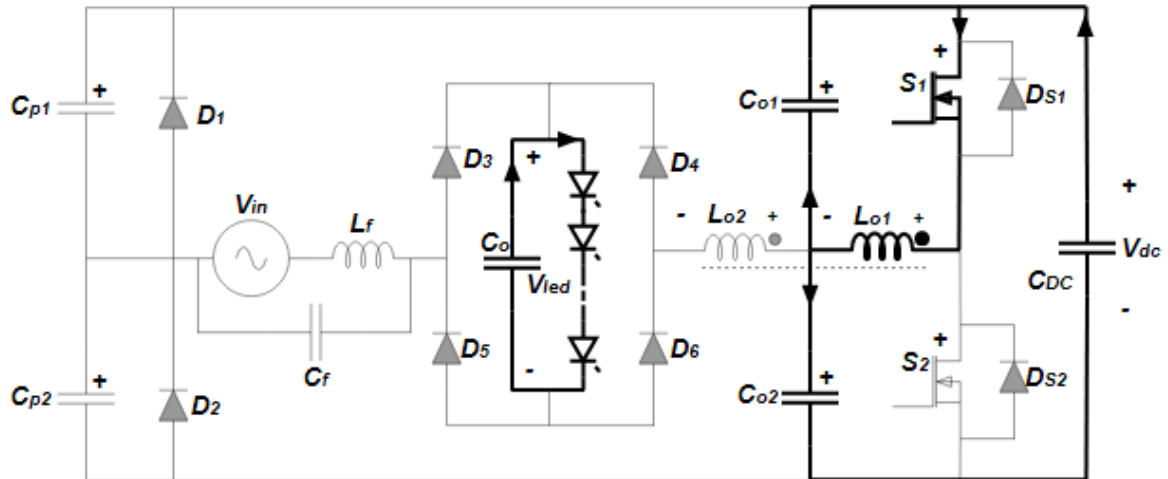 Cp1
D1
D3
D4
Co1
S1
DS1
Vin
Lf
Co
Vled
Lo2
Lo1
CDC
Vdc
Cf
D5
D6
Cp2
D2
Co2
S2
DS2